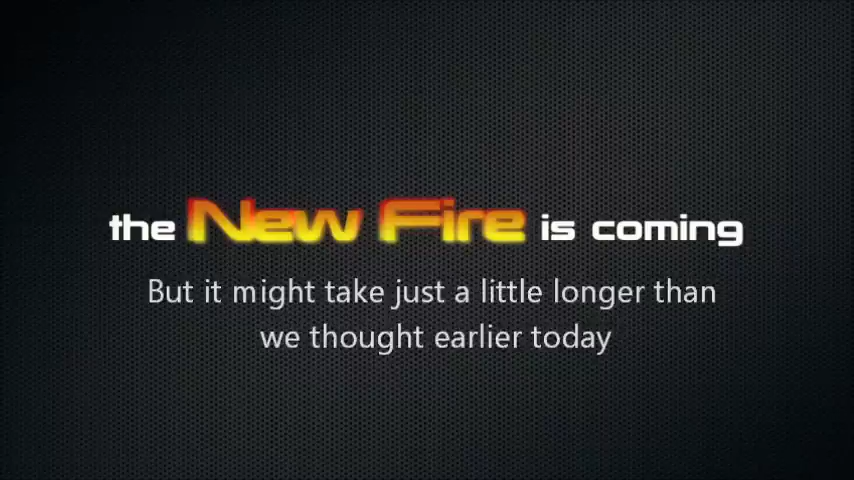 the New Fire is coming
But it might take just a little longer than
we thought earlier today